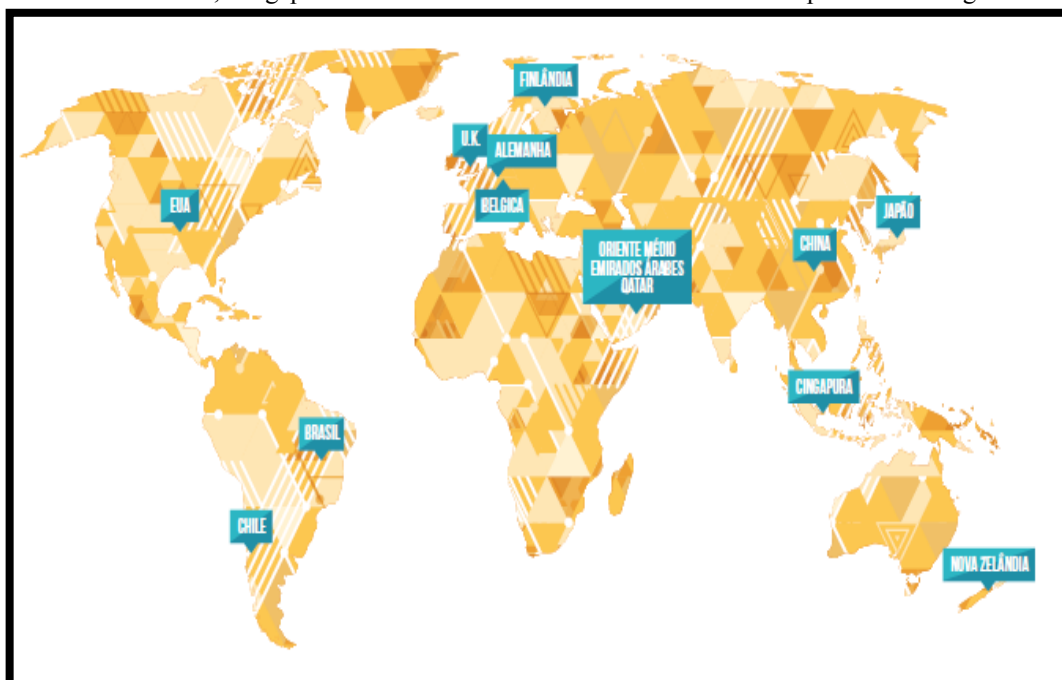 FINLÂNDIA
U.K.
ALEMANHA
EUA
BELGICA
JAPÃO
CHINA
ORIENTE MÉDIO
EMIRADOS ÁRABES
QATAR
CINGAPURA
BRASIL
CHILE
NOVA ZELÂNDIA